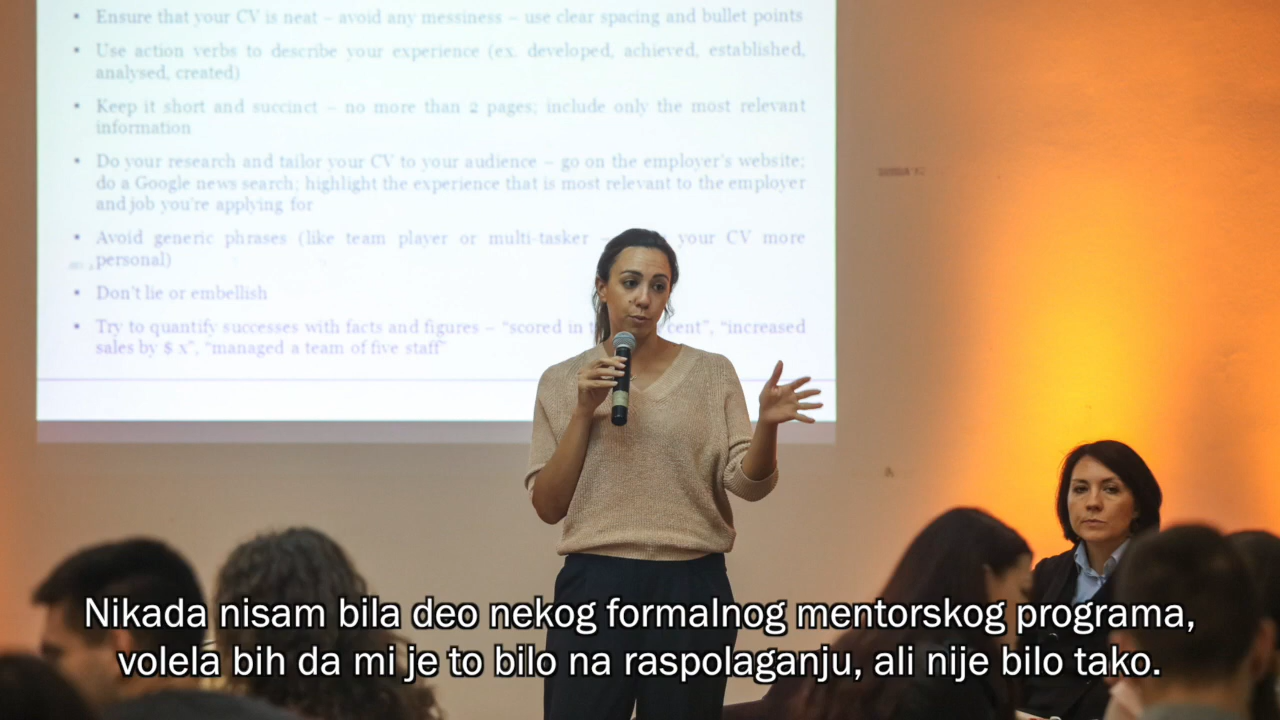 Ensure that your CV is neat – avoid any messiness – use clear spacing and bullet points
Use action verbs to describe your experience (ex. developed, achieved, established,
analysed, created)
Keep it short and succinct – no more than 2 pages; include only the most relevant
information
Do your research and tailor your CV to your audience – go on the employer's website;
do a Google news search; highlight the experience that is most relevant to the employer
and job you're applying for
Avoid generic phrases (like team player or multi-tasker – your CV more
personal)
Don't lie or embellish
Try to quantify successes with facts and figures – "scored in cent", "increased
sales by $ x", "managed a team of five staff"
Nikada nisam bila deo nekog formalnog mentorskog programa,
volela bih da mi je to bilo na raspolaganju, ali nije bilo tako.